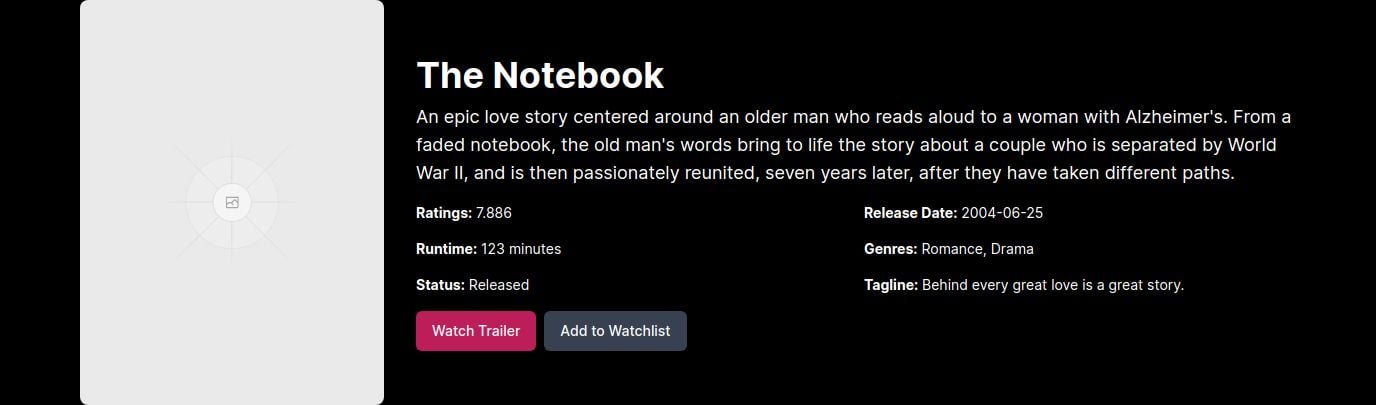 The Notebook
An epic love story centered around an older man who reads aloud to a woman with Alzheimer's. From a
faded notebook, the old man's words bring to life the story about a couple who is separated by World
War II, and is then passionately reunited, seven years later, after they have taken different paths.
Ratings: 7.886
Release Date: 2004-06-25
Runtime: 123 minutes
Genres: Romance, Drama
Status: Released
Tagline: Behind every great love is a great story.
Watch Trailer
Add to Watchlist